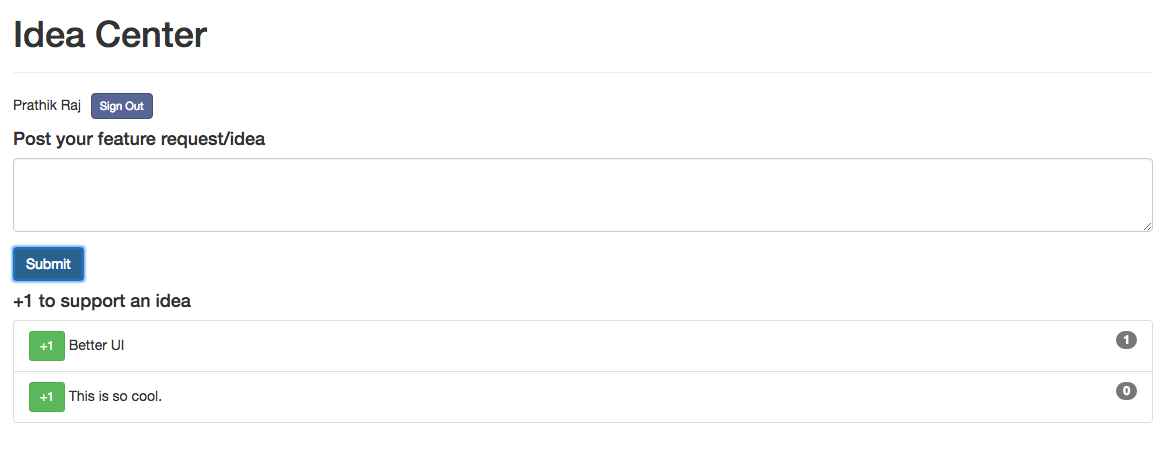 Idea Center
Prathik Raj Sign Out
Post your feature request/idea
Submit
+1 to support an idea
+1 Better UI 1
+1 This is so cool. 0